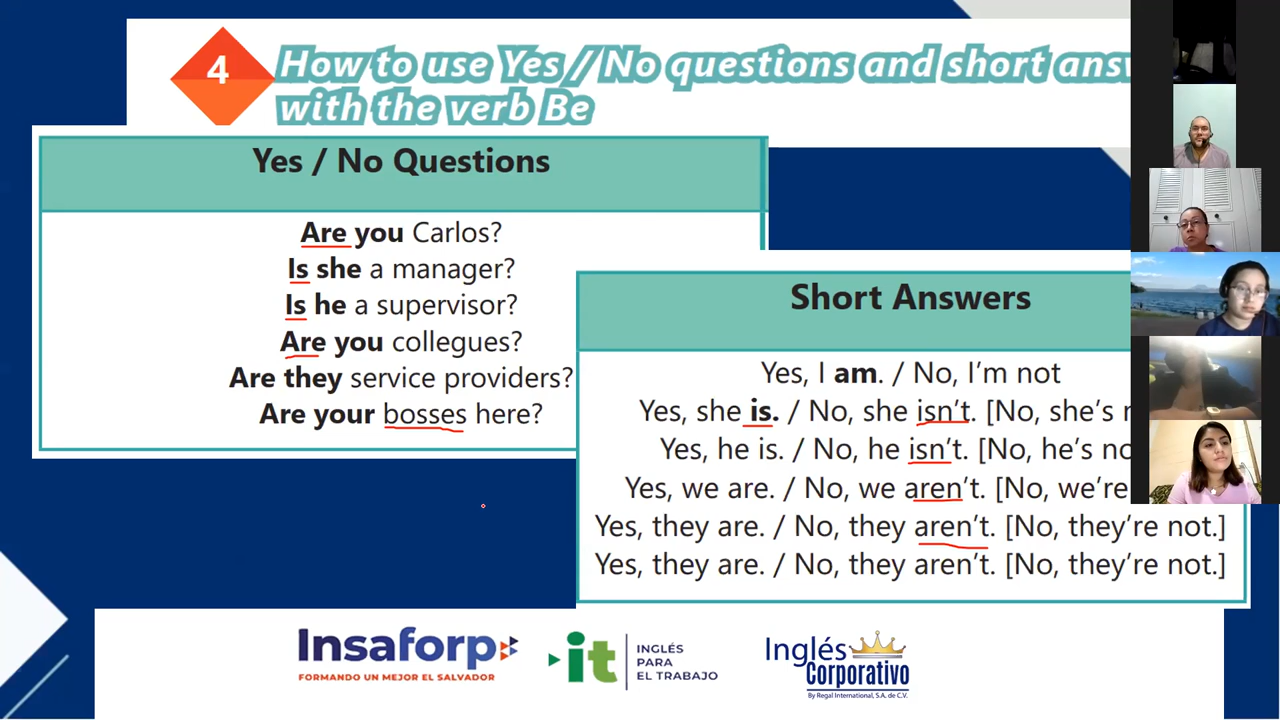 4
How to use Yes / No questions and short answ
with the verb Be
Yes / No Questions
Are you Carlos?
Is she a manager?
Is he a supervisor?
Are you collegues?
Are they service providers?
Are your bosses here?
Short Answers
Yes, I am. / No, I'm not
Yes, she is. / No, she isn't. [No, she's n
Yes, he is. / No, he isn't. [No, he's no
Yes, we are. / No, we aren't. [No, we're
Yes, they are. / No, they aren't. [No, they're not.]
Yes, they are. / No, they aren't. [No, they're not.]
Insaforp
FORMANDO UN MEJOR EL SALVADOR
it
INGLÉS
PARA
EL TRABAJO
Inglés
Corporativo
By Regal International, S.A. de C.V.